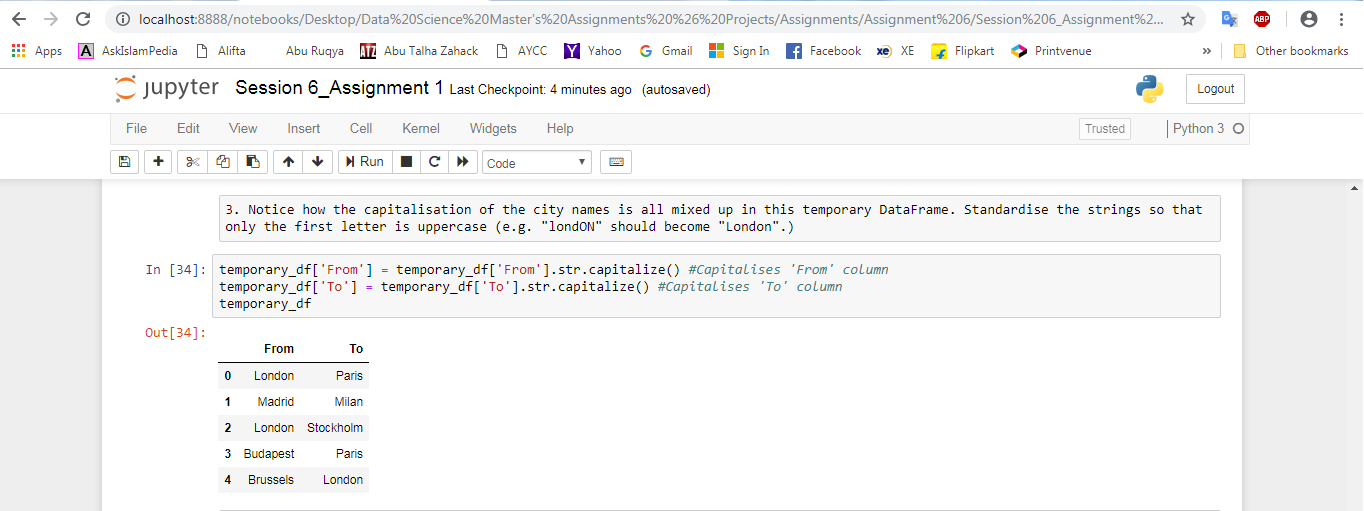 localhost:8888/notebooks/Desktop/Data%20Science%20Master's%20Assignments%20%26%20Projects/Assignments/Assignment%206/Session%206_Assignment%2...
ABP
Apps A AskIslamPedia Alifta Abu Ruqya ATZ Abu Talha Zahack AYCC Y Yahoo G Gmail Sign In f Facebook xe XE f Flipkart Printvenue » Other bookmarks
jupyter Session 6_Assignment 1 Last Checkpoint: 4 minutes ago (autosaved) Logout
File Edit View Insert Cell Kernel Widgets Help Trusted Python 3
Run Code
3. Notice how the capitalisation of the city names is all mixed up in this temporary DataFrame. Standardise the strings so that
only the first letter is uppercase (e.g. "londON" should become "London".)
In [34]: temporary_df['From'] = temporary_df['From'].str.capitalize() #Capitalises 'From' column
temporary_df['To'] = temporary_df['To'].str.capitalize() #Capitalises 'To' column
temporary_df
Out[34]:
From To
0 London Paris
1 Madrid Milan
2 London Stockholm
3 Budapest Paris
4 Brussels London